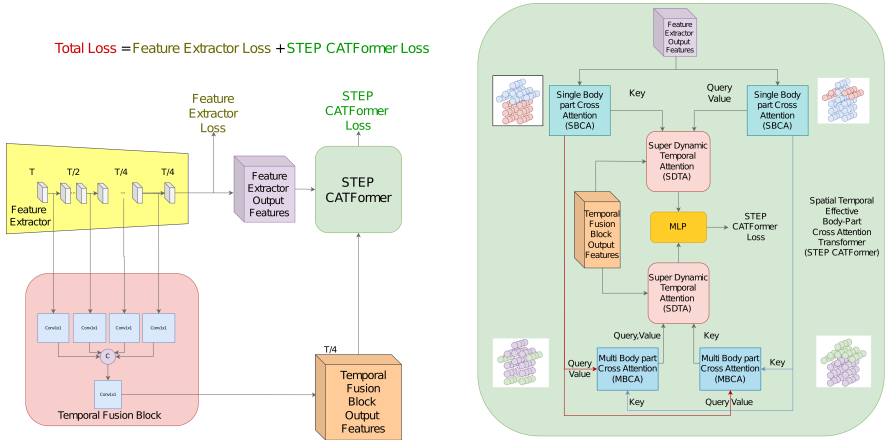 Total Loss = Feature Extractor Loss + STEP CATFormer Loss
Feature
Extractor
Loss
STEP
CATFormer
Loss
T
T/2
T/4
T/4
...
Feature
Extractor
Feature
Extractor
Output
Features
STEP
CATFormer
Conv1x1
Conv1x1
Conv1x1
Conv1x1
C
Conv1x1
Temporal Fusion Block
T/4
Temporal
Fusion
Block
Output
Features
Feature
Extractor
Output
Features
Single Body
part Cross
Attention
(SBCA)
Key
Query
Value
Single Body
part Cross
Attention
(SBCA)
Super Dynamic
Temporal
Attention
(SDTA)
Temporal
Fusion
Block
Output
Features
MLP
STEP
CATFormer
Loss
Spatial Temporal
Effective
Body-Part
Cross Attention
Transformer
(STEP CATFormer)
Super Dynamic
Temporal
Attention
(SDTA)
Query,Value
Key
Query
Value
Multi Body part
Cross Attention
(MBCA)
Multi Body part
Cross Attention
(MBCA)
Key
Key
Query Value